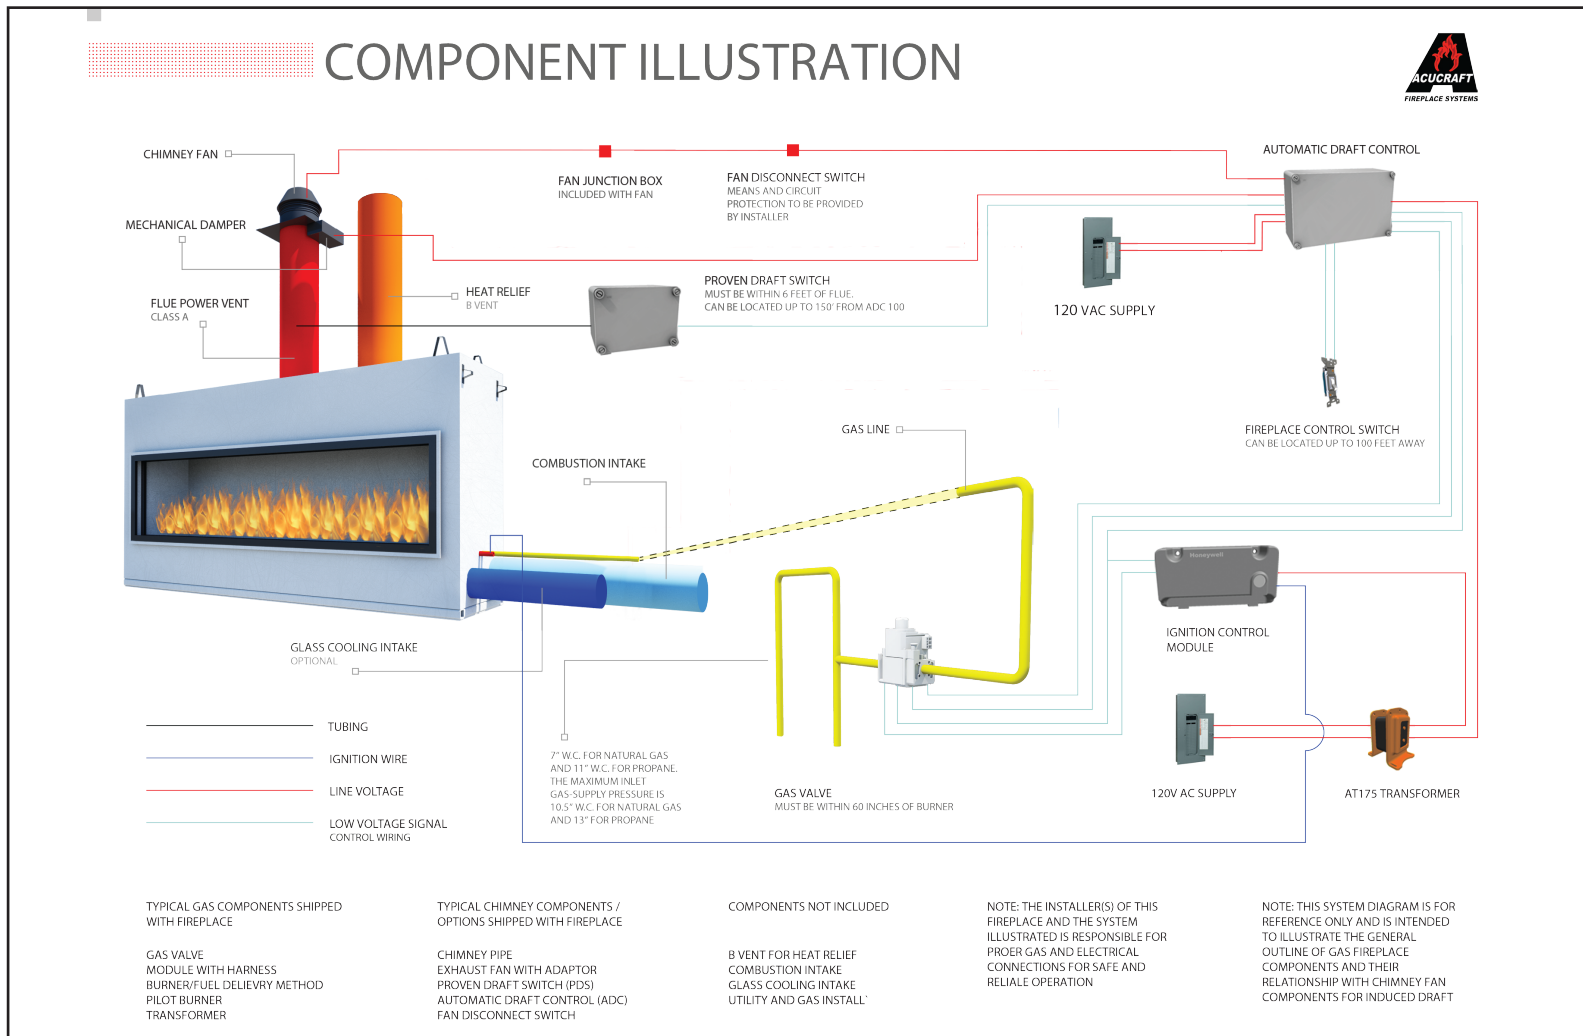 COMPONENT ILLUSTRATION
ACUCRAFT
FIREPLACE SYSTEMS
CHIMNEY FAN
AUTOMATIC DRAFT CONTROL
FAN JUNCTION BOX
INCLUDED WITH FAN
FAN DISCONNECT SWITCH
MEANS AND CIRCUIT
PROTECTION TO BE PROVIDED
BY INSTALLER
MECHANICAL DAMPER
PROVEN DRAFT SWITCH
MUST BE WITHIN 6 FEET OF FLUE.
CAN BE LOCATED UP TO 150' FROM ADC 100
HEAT RELIEF
B VENT
FLUE POWER VENT
CLASS A
120 VAC SUPPLY
GAS LINE
FIREPLACE CONTROL SWITCH
CAN BE LOCATED UP TO 100 FEET AWAY
COMBUSTION INTAKE
Honeywell
IGNITION CONTROL
MODULE
GLASS COOLING INTAKE
OPTIONAL
TUBING
IGNITION WIRE
LINE VOLTAGE
LOW VOLTAGE SIGNAL
CONTROL WIRING
7" W.C. FOR NATURAL GAS
AND 11" W.C. FOR PROPANE.
THE MAXIMUM INLET
GAS-SUPPLY PRESSURE IS
10.5" W.C. FOR NATURAL GAS
AND 13" FOR PROPANE
GAS VALVE
MUST BE WITHIN 60 INCHES OF BURNER
120V AC SUPPLY
AT175 TRANSFORMER
TYPICAL GAS COMPONENTS SHIPPED
WITH FIREPLACE
GAS VALVE
MODULE WITH HARNESS
BURNER/FUEL DELIEVRY METHOD
PILOT BURNER
TRANSFORMER
TYPICAL CHIMNEY COMPONENTS /
OPTIONS SHIPPED WITH FIREPLACE
CHIMNEY PIPE
EXHAUST FAN WITH ADAPTOR
PROVEN DRAFT SWITCH (PDS)
AUTOMATIC DRAFT CONTROL (ADC)
FAN DISCONNECT SWITCH
COMPONENTS NOT INCLUDED
B VENT FOR HEAT RELIEF
COMBUSTION INTAKE
GLASS COOLING INTAKE
UTILITY AND GAS INSTALL`
NOTE: THE INSTALLER(S) OF THIS
FIREPLACE AND THE SYSTEM
ILLUSTRATED IS RESPONSIBLE FOR
PROER GAS AND ELECTRICAL
CONNECTIONS FOR SAFE AND
RELIALE OPERATION
NOTE: THIS SYSTEM DIAGRAM IS FOR
REFERENCE ONLY AND IS INTENDED
TO ILLUSTRATE THE GENERAL
OUTLINE OF GAS FIREPLACE
COMPONENTS AND THEIR
RELATIONSHIP WITH CHIMNEY FAN
COMPONENTS FOR INDUCED DRAFT